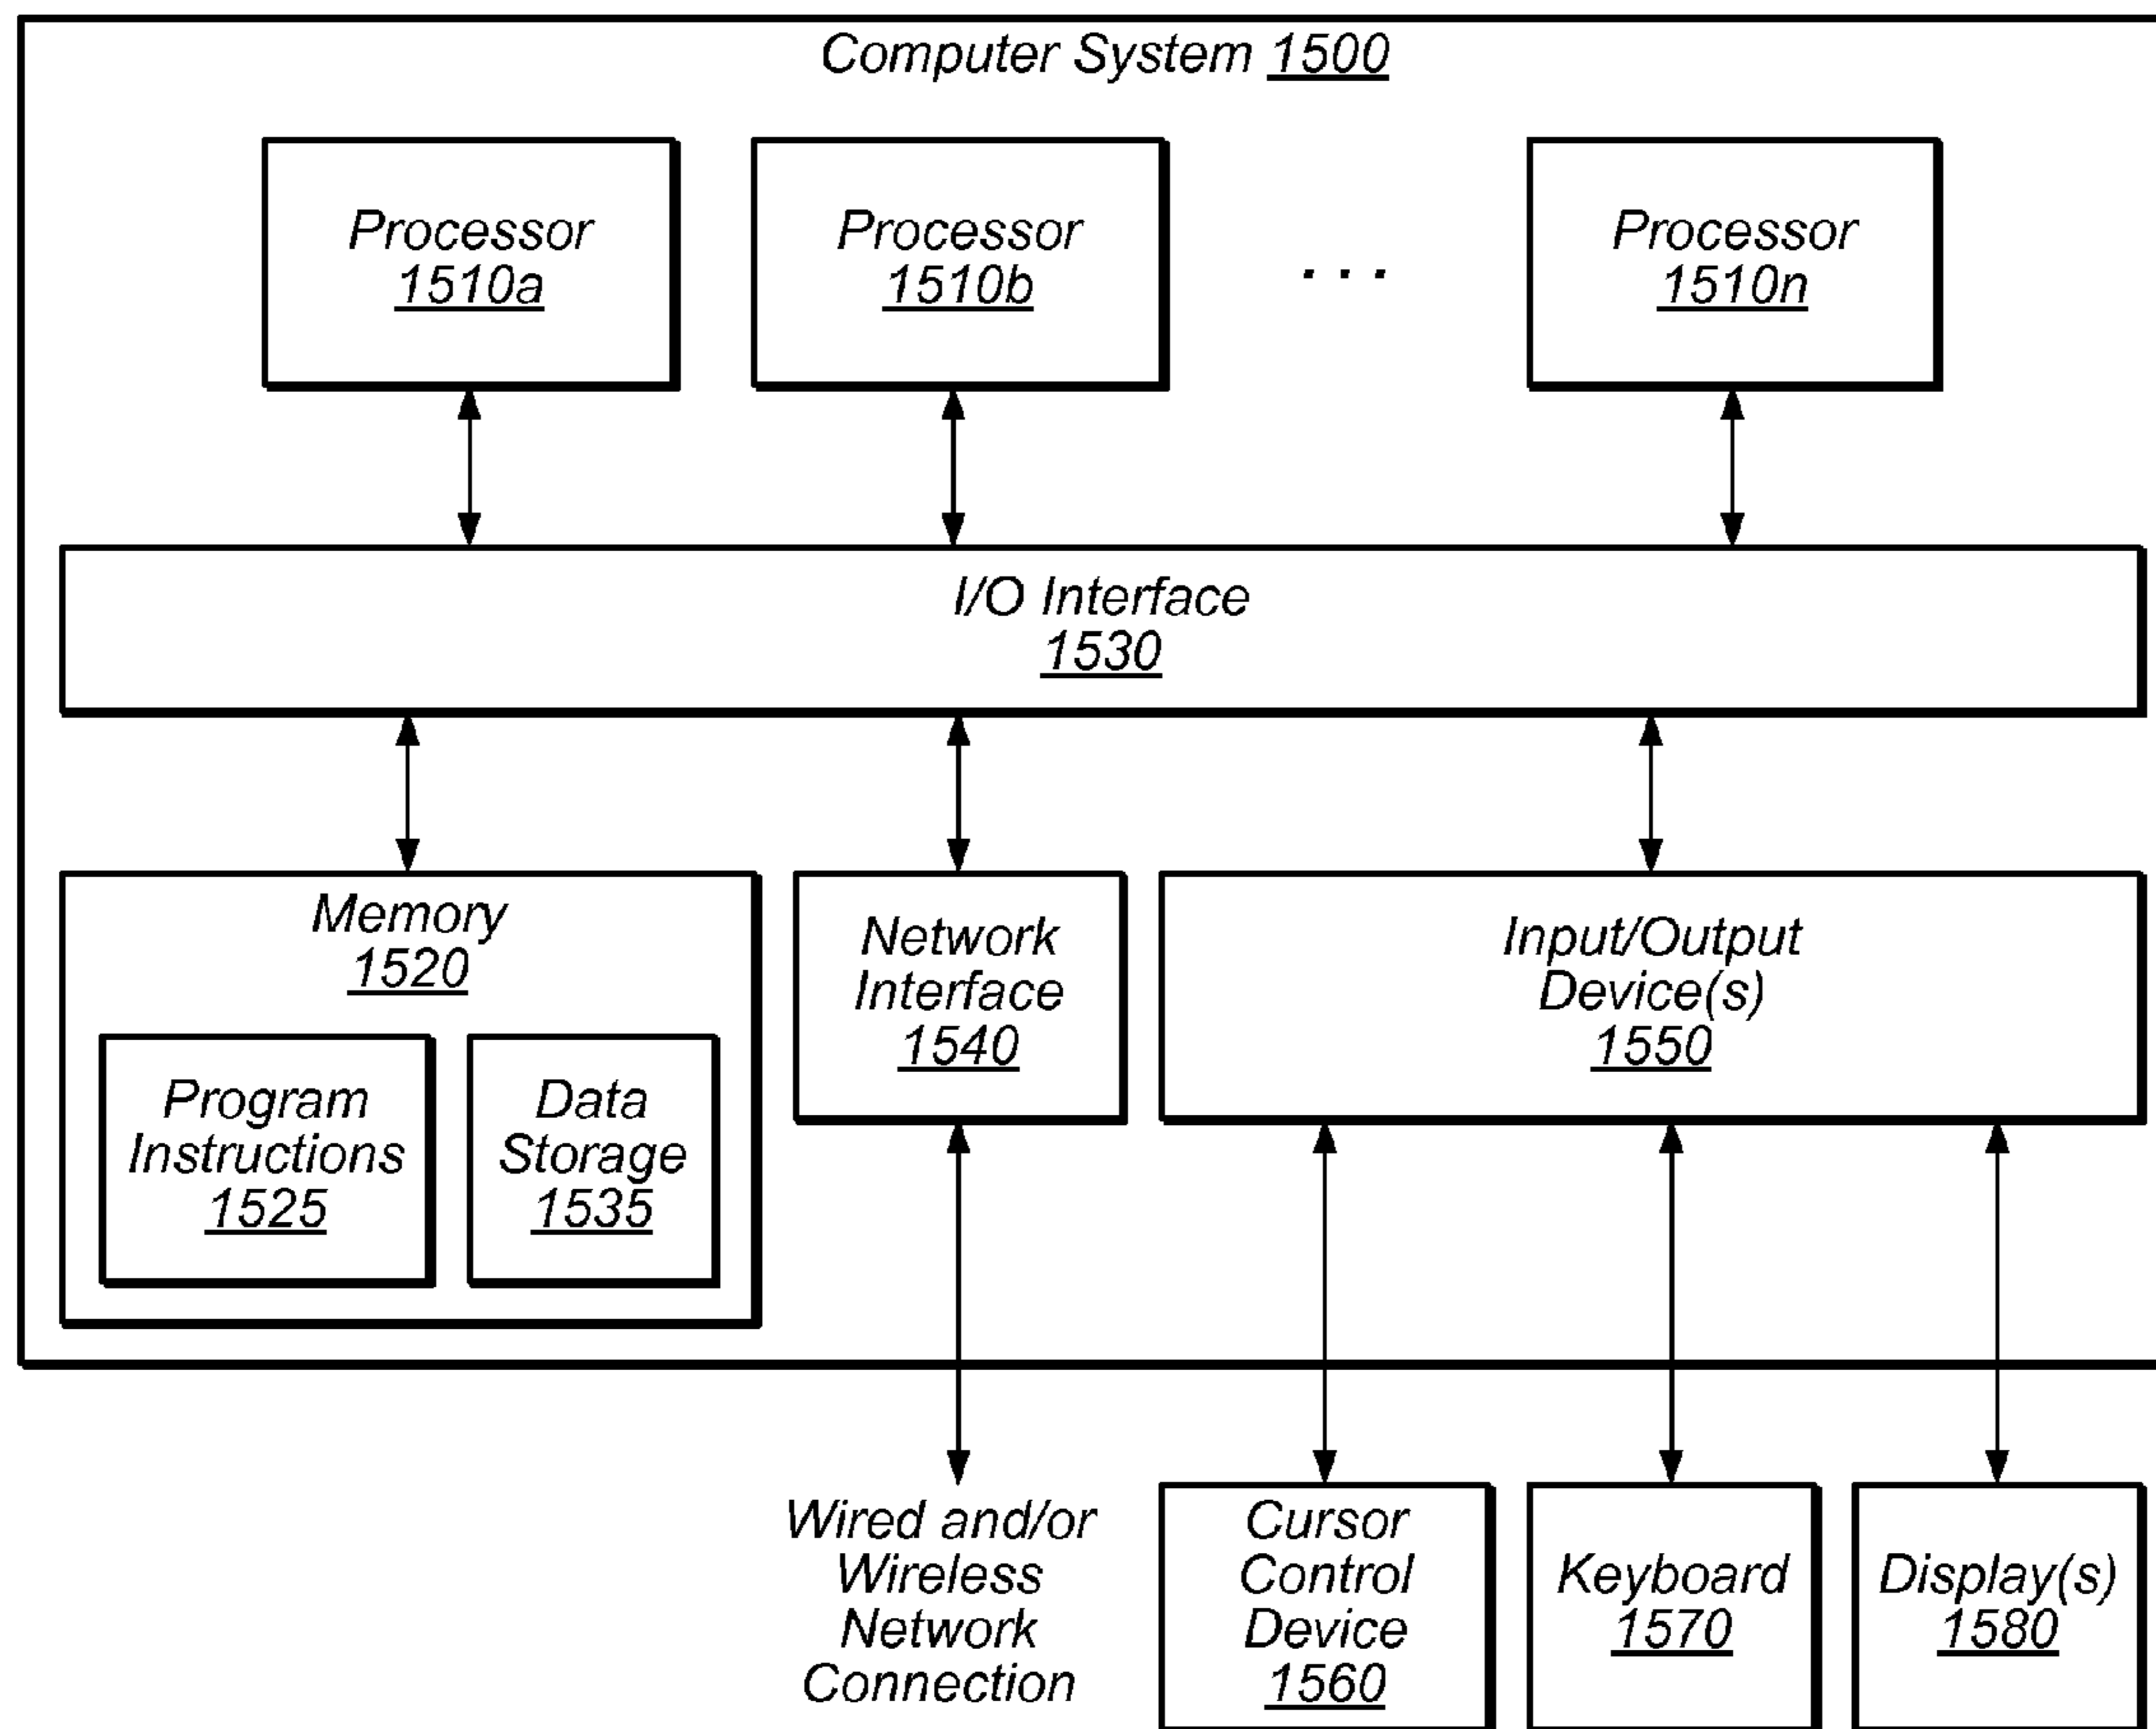 Computer System 1500
Processor
1510a
Processor
1510b
. . .
Processor
1510n
I/O Interface
1530
Memory
1520
Program
Instructions
1525
Data
Storage
1535
Network
Interface
1540
Input/Output
Device(s)
1550
Wired and/or
Wireless
Network
Connection
Cursor
Control
Device
1560
Keyboard
1570
Display(s)
1580